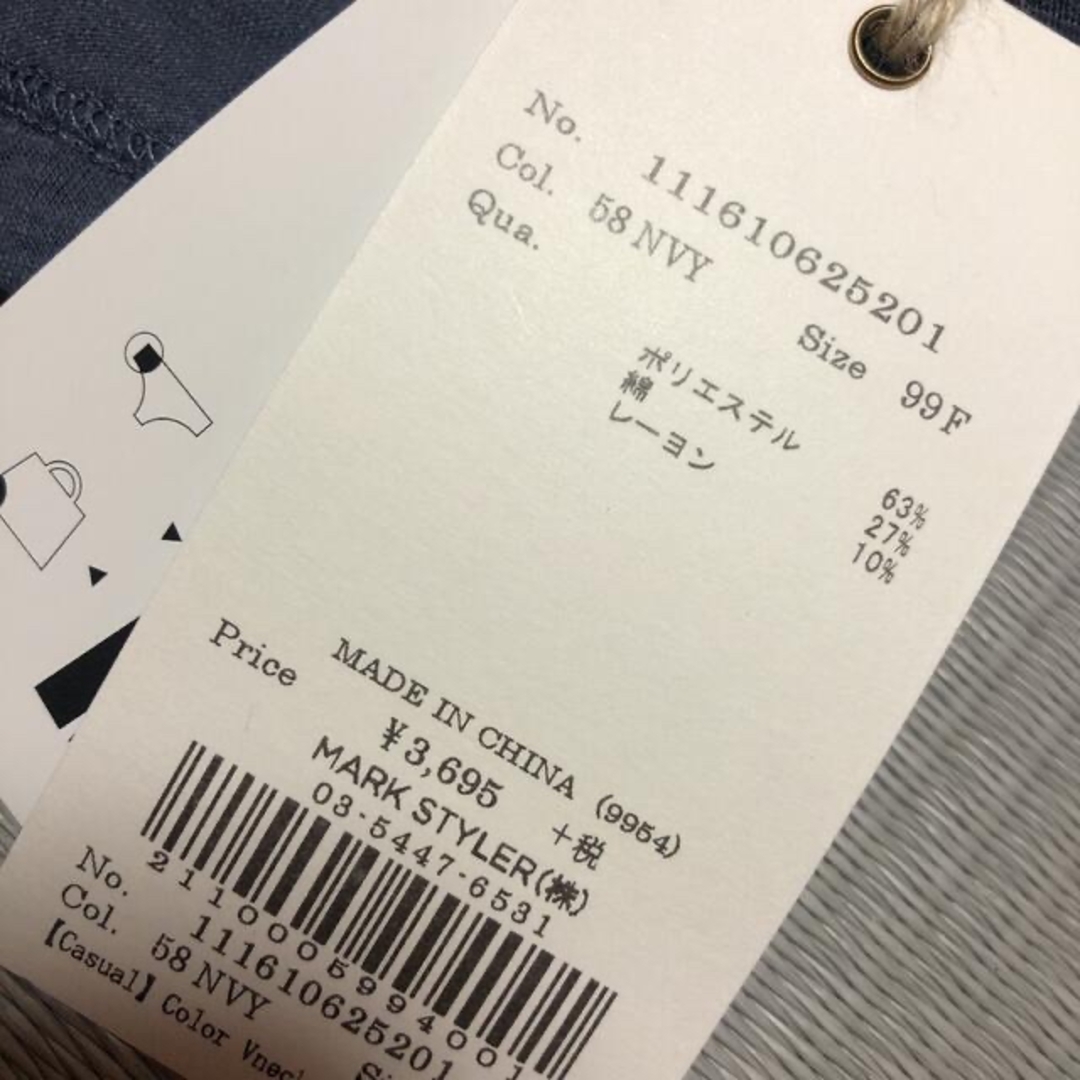 No. 111610625201
Col. 58 NVY Size 99F
Qua.
ポリエステル 63%
綿 27%
レーヨン 10%
MADE IN CHINA (9954)
Price ¥3,695 +税
MARK STYLER(株)
03-5447-6531
2110005994001
No. 111610625201
Col. 58 NVY
【Casual】Color Vnec